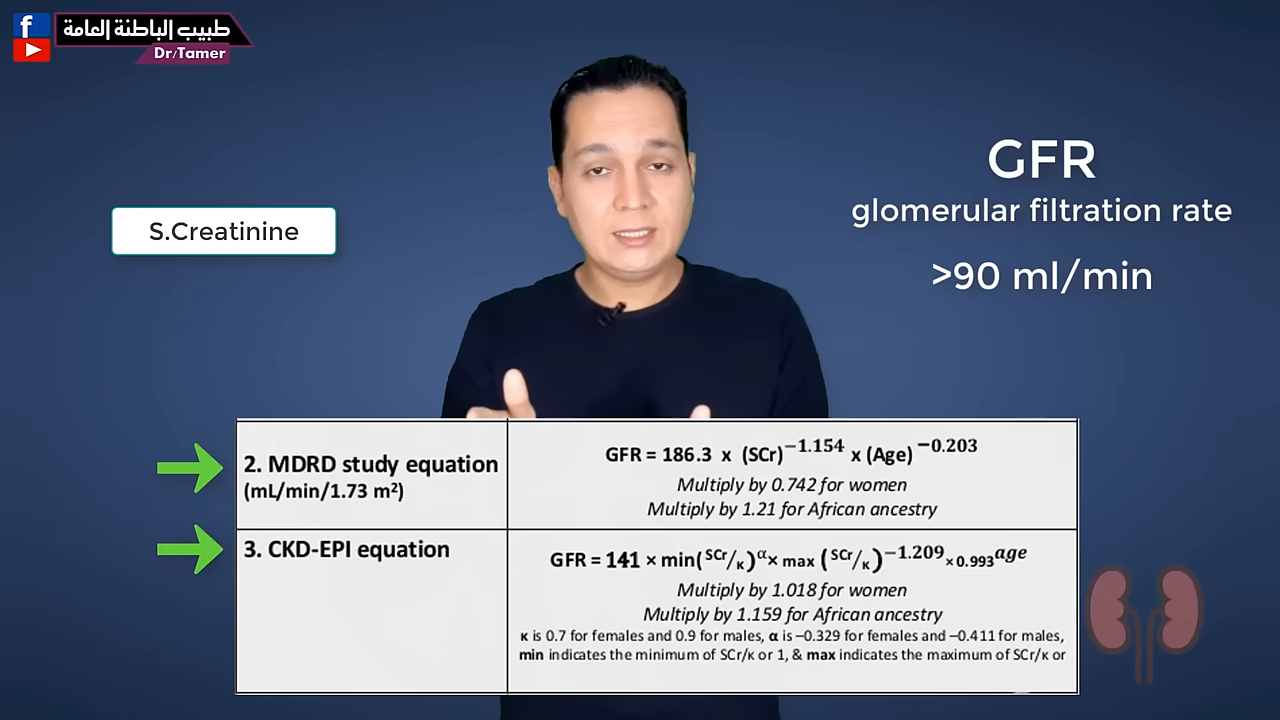 f
طبيب الباطنة العامة
Dr/Tamer
S.Creatinine
GFR
glomerular filtration rate
>90 ml/min
2. MDRD study equation
(mL/min/1.73 m²)
GFR = 186.3 x (SCr)⁻¹·¹⁵⁴ x (Age)⁻⁰·²⁰³
Multiply by 0.742 for women
Multiply by 1.21 for African ancestry
3. CKD-EPI equation
GFR = 141 × min(SCr/κ)ᵅ× max (SCr/κ)⁻¹·²⁰⁹×0.993ᵃᵍᵉ
Multiply by 1.018 for women
Multiply by 1.159 for African ancestry
κ is 0.7 for females and 0.9 for males, α is –0.329 for females and –0.411 for males,
min indicates the minimum of SCr/κ or 1, & max indicates the maximum of SCr/κ or